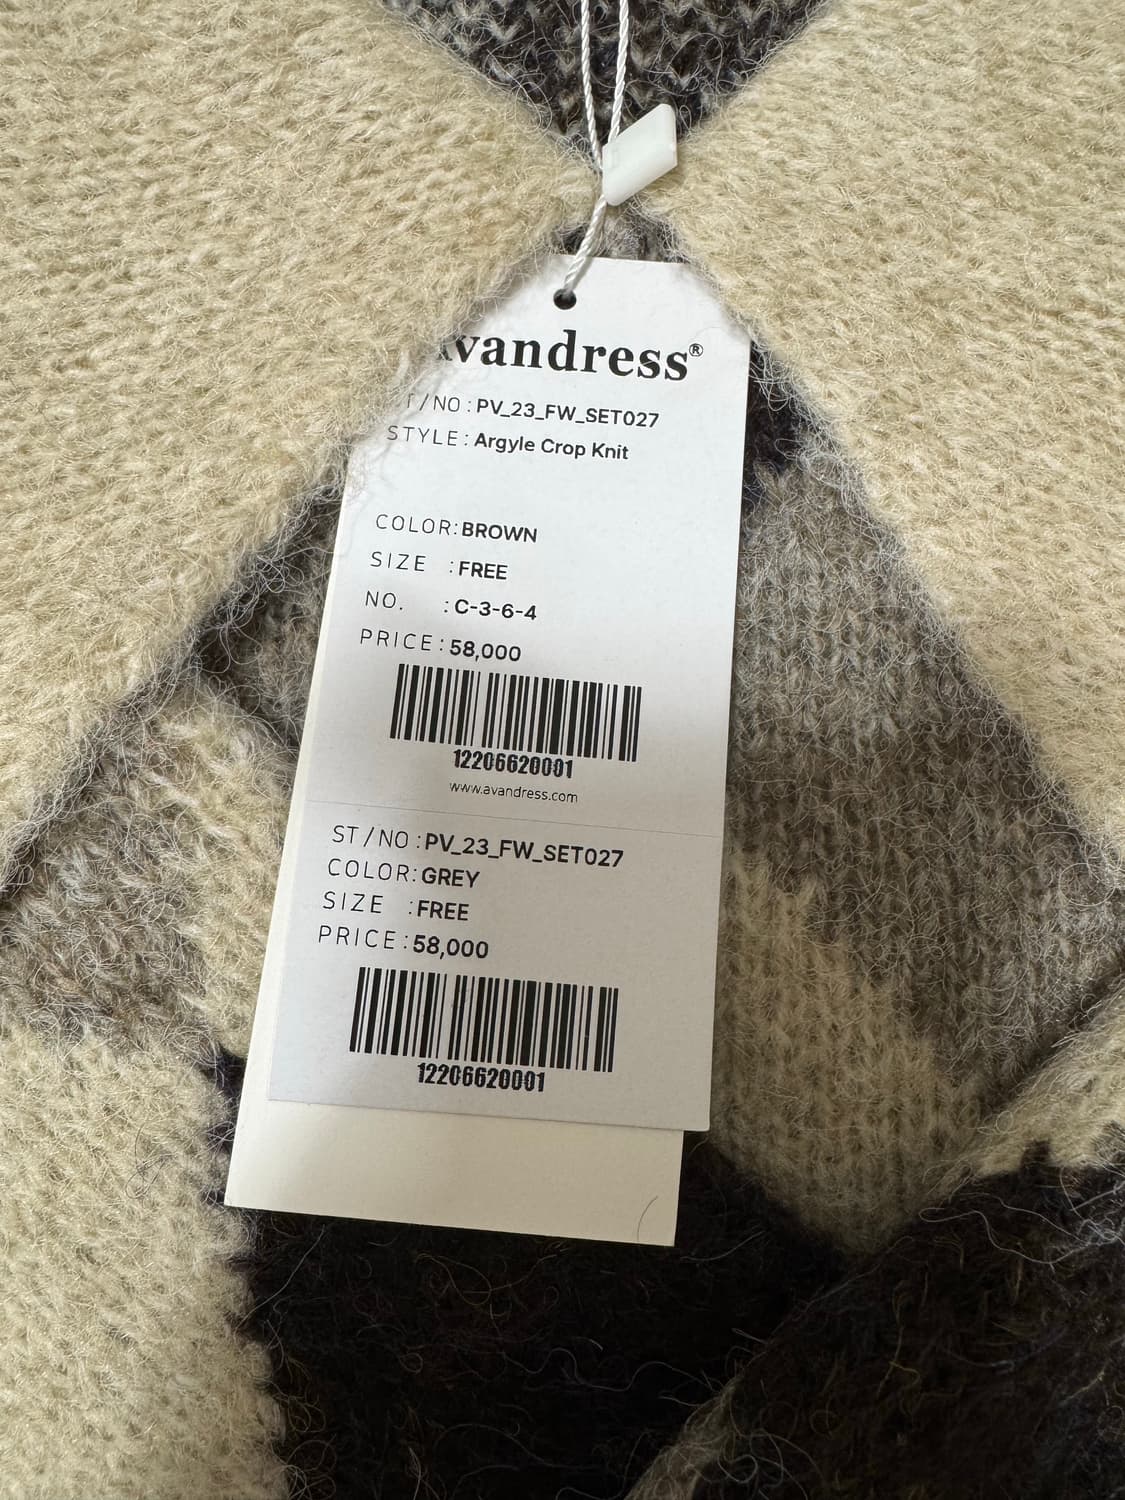 Avandress®
ST/NO : PV_23_FW_SET027
STYLE : Argyle Crop Knit
COLOR : BROWN
SIZE : FREE
NO. : C-3-6-4
PRICE : 58,000
12206620001
www.avandress.com
ST/NO : PV_23_FW_SET027
COLOR : GREY
SIZE : FREE
PRICE : 58,000
12206620001